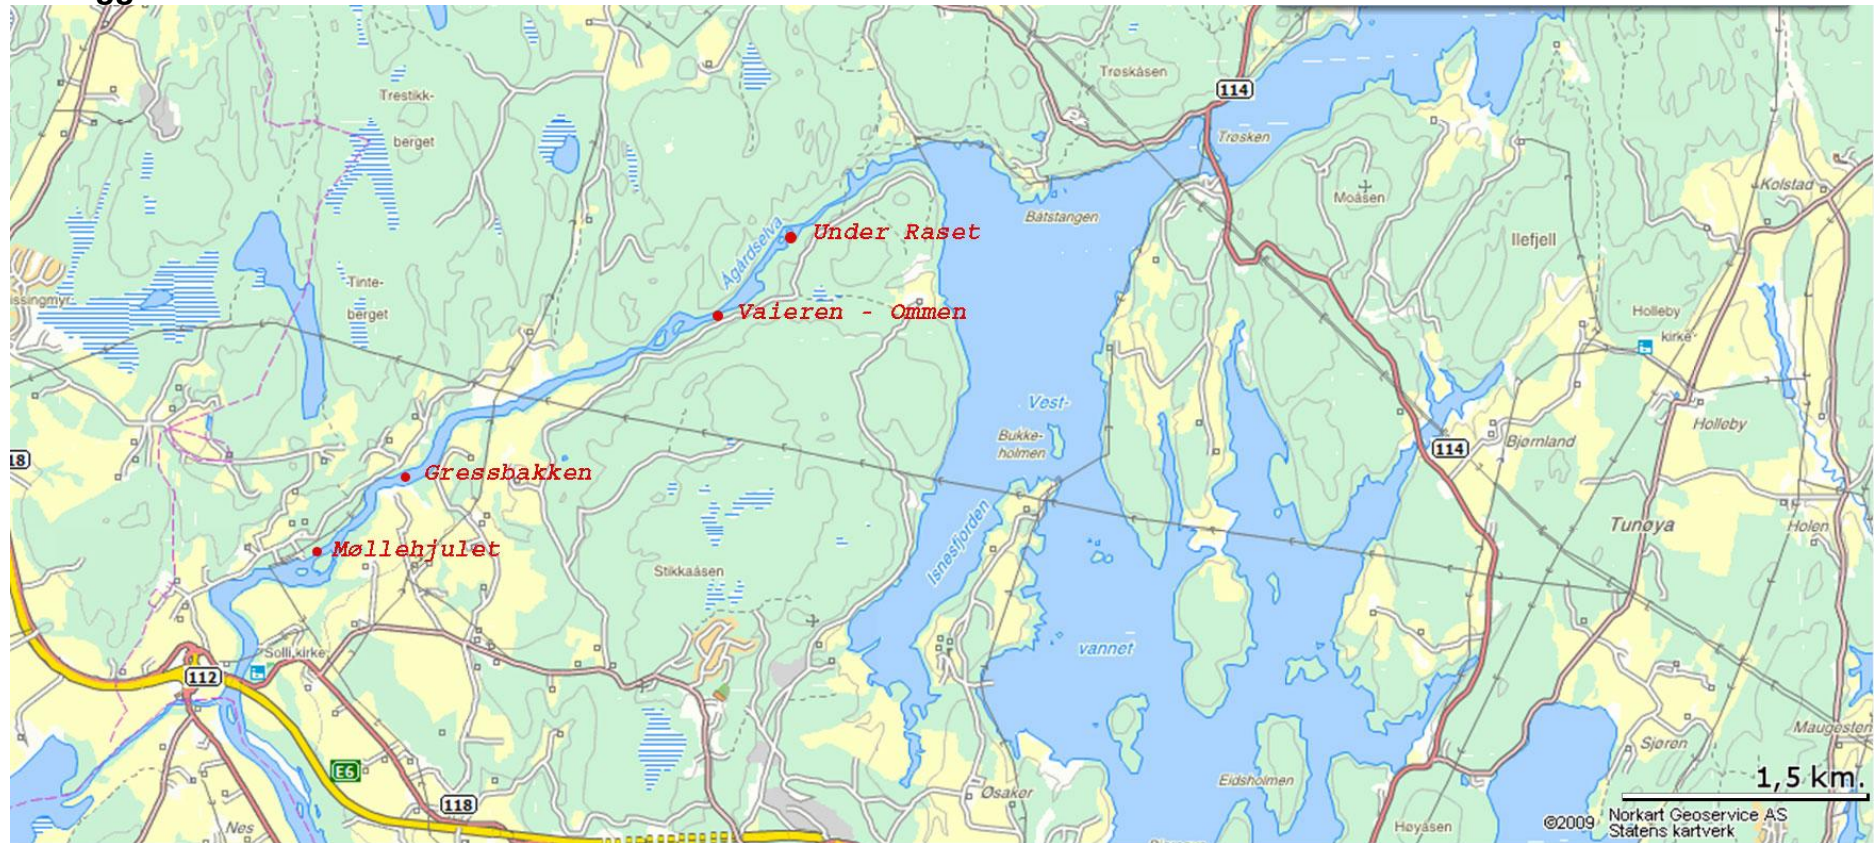 Trøskåsen
114
Trestikk-
berget
Trøsken
Kolstad
Moåsen
Båtstangen
Under Raset
Ilefjell
Ågårdselva
Tinte-
berget
Vaieren - Ommen
Holleby
kirke
Vest-
Bukke-
holmen
Holleby
Bjørnland
114
18
Gressbakken
Isnesfjorden
Tunøya
Holen
Møllehjulet
Stikkaåsen
vannet
Solli kirke
112
Maugesten
Sjøren
E6
Eidsholmen
1,5 km.
Øsaker
118
Nes
Høyåsen
©2009
Norkart Geoservice AS
Statens kartverk